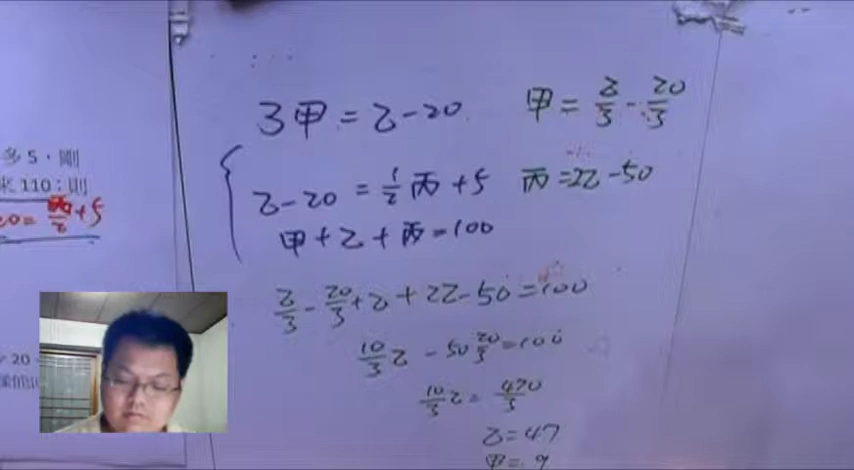 多5，剛
110：則
20=丙/2+5
3甲=乙-20 甲=乙/3-20/3
乙-20=1/2丙+5 丙=2乙-50
甲+乙+丙=100
乙/3-20/3+乙+2乙-50=100
10/3乙-50 20/3=100
10/3乙=470/3
乙=47
甲=9